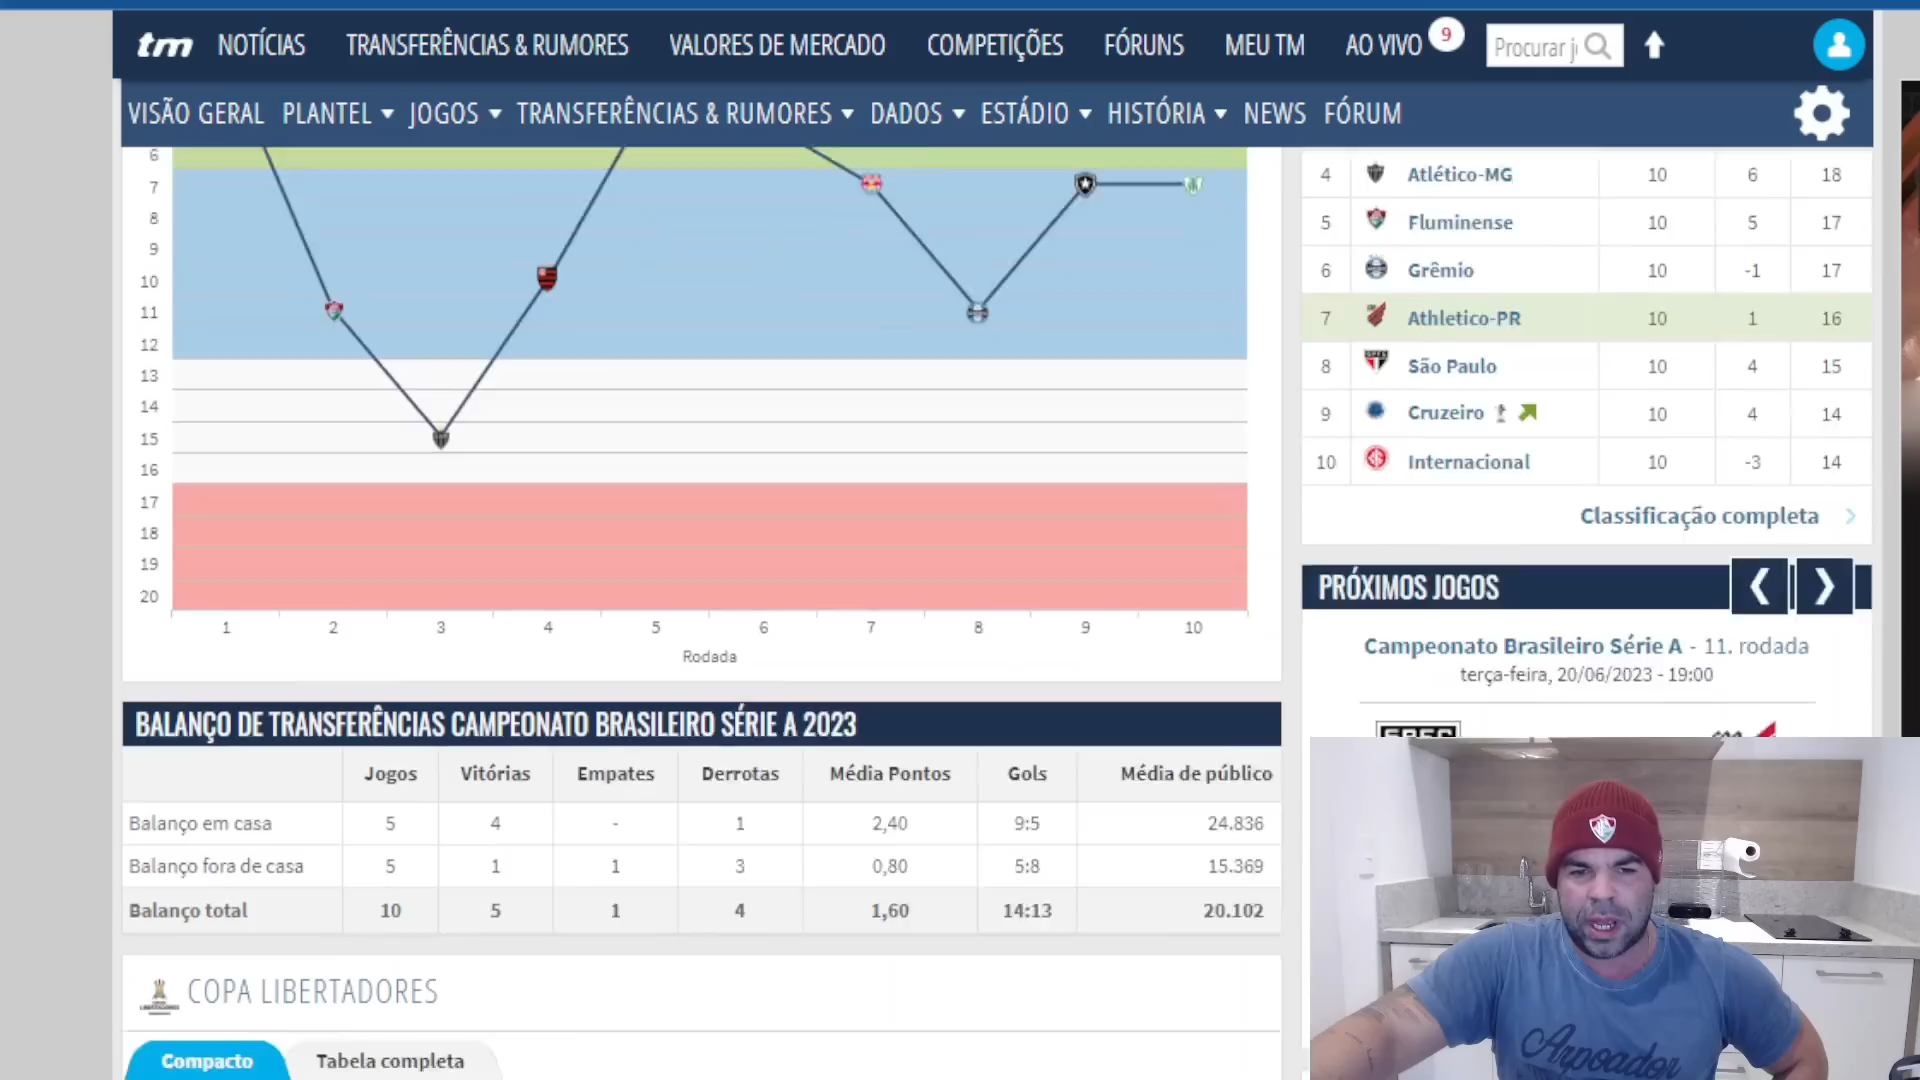 tm NOTÍCIAS TRANSFERÊNCIAS & RUMORES VALORES DE MERCADO COMPETIÇÕES FÓRUNS MEU TM AO VIVO 9 Procurar j
VISÃO GERAL PLANTEL JOGOS TRANSFERÊNCIAS & RUMORES DADOS ESTÁDIO HISTÓRIA NEWS FÓRUM
6
7
8
9
10
11
12
13
14
15
16
17
18
19
20
1 2 3 4 5 6 7 8 9 10
Rodada
4 Atlético-MG 10 6 18
5 Fluminense 10 5 17
6 Grêmio 10 -1 17
7 Athletico-PR 10 1 16
8 São Paulo 10 4 15
9 Cruzeiro 10 4 14
10 Internacional 10 -3 14
Classificação completa
PRÓXIMOS JOGOS
Campeonato Brasileiro Série A - 11. rodada
terça-feira, 20/06/2023 - 19:00
BALANÇO DE TRANSFERÊNCIAS CAMPEONATO BRASILEIRO SÉRIE A 2023
Jogos Vitórias Empates Derrotas Média Pontos Gols Média de público
Balanço em casa 5 4 - 1 2,40 9:5 24.836
Balanço fora de casa 5 1 1 3 0,80 5:8 15.369
Balanço total 10 5 1 4 1,60 14:13 20.102
COPA LIBERTADORES
Compacto Tabela completa
Arpoador